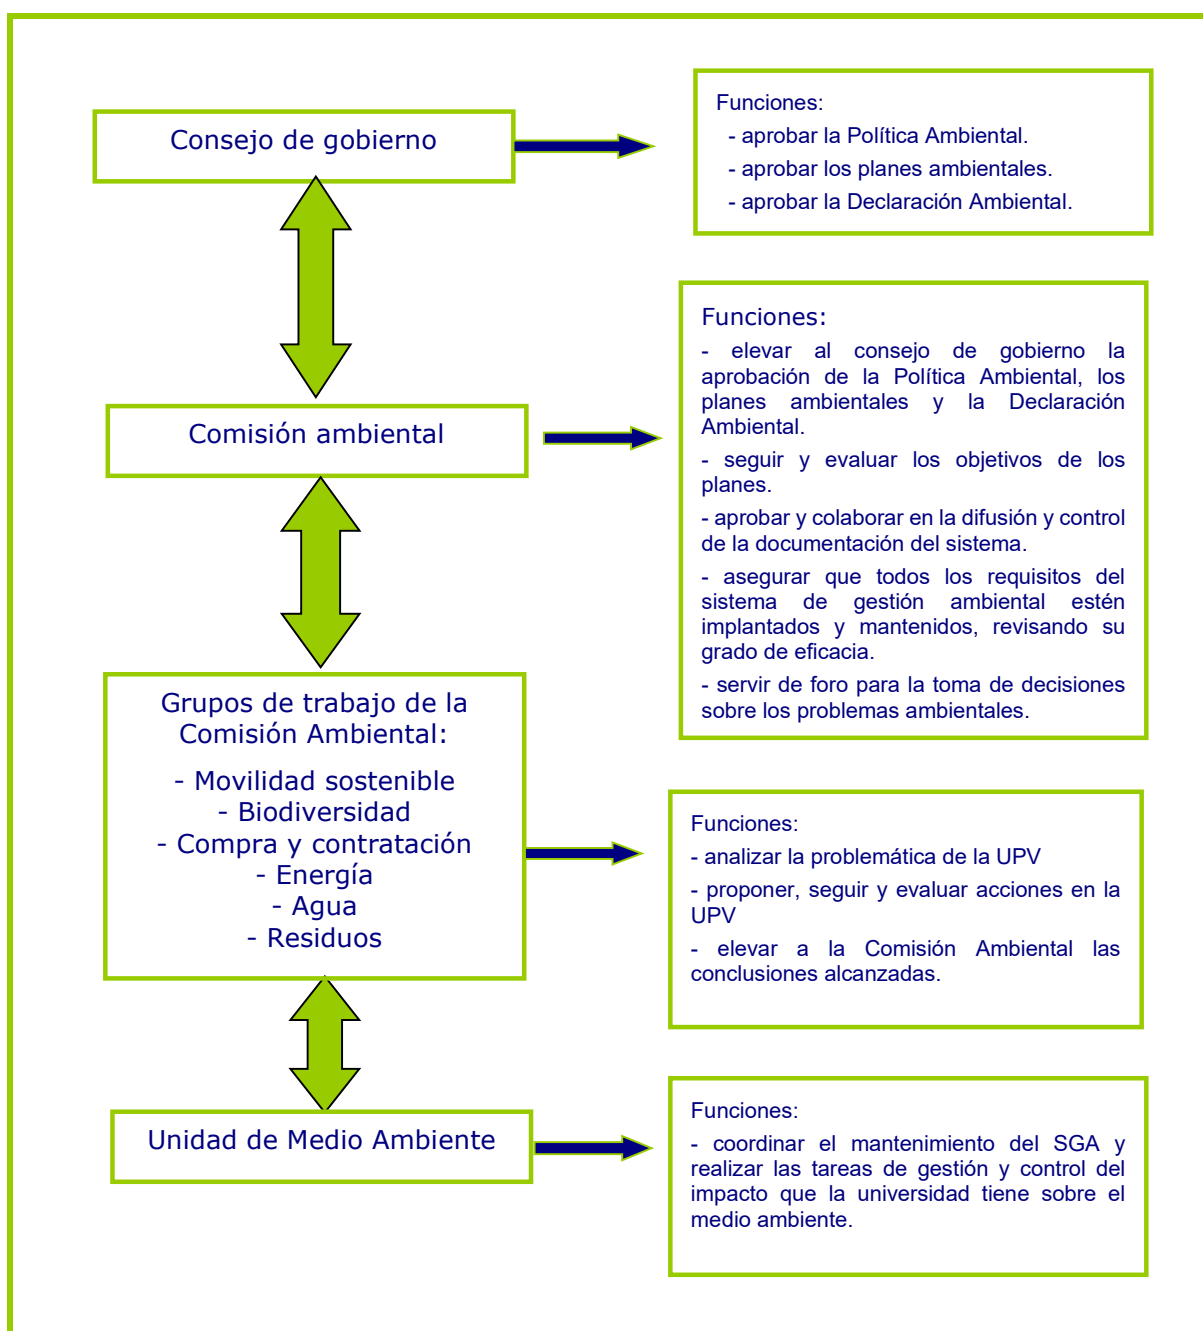 Consejo de gobierno
Funciones:
- aprobar la Política Ambiental.
- aprobar los planes ambientales.
- aprobar la Declaración Ambiental.
Comisión ambiental
Funciones:
- elevar al consejo de gobierno la
aprobación de la Política Ambiental, los
planes ambientales y la Declaración
Ambiental.
- seguir y evaluar los objetivos de los
planes.
- aprobar y colaborar en la difusión y control
de la documentación del sistema.
- asegurar que todos los requisitos del
sistema de gestión ambiental estén
implantados y mantenidos, revisando su
grado de eficacia.
- servir de foro para la toma de decisiones
sobre los problemas ambientales.
Grupos de trabajo de la
Comisión Ambiental:
- Movilidad sostenible
- Biodiversidad
- Compra y contratación
- Energía
- Agua
- Residuos
Funciones:
- analizar la problemática de la UPV
- proponer, seguir y evaluar acciones en la
UPV
- elevar a la Comisión Ambiental las
conclusiones alcanzadas.
Unidad de Medio Ambiente
Funciones:
- coordinar el mantenimiento del SGA y
realizar las tareas de gestión y control del
impacto que la universidad tiene sobre el
medio ambiente.